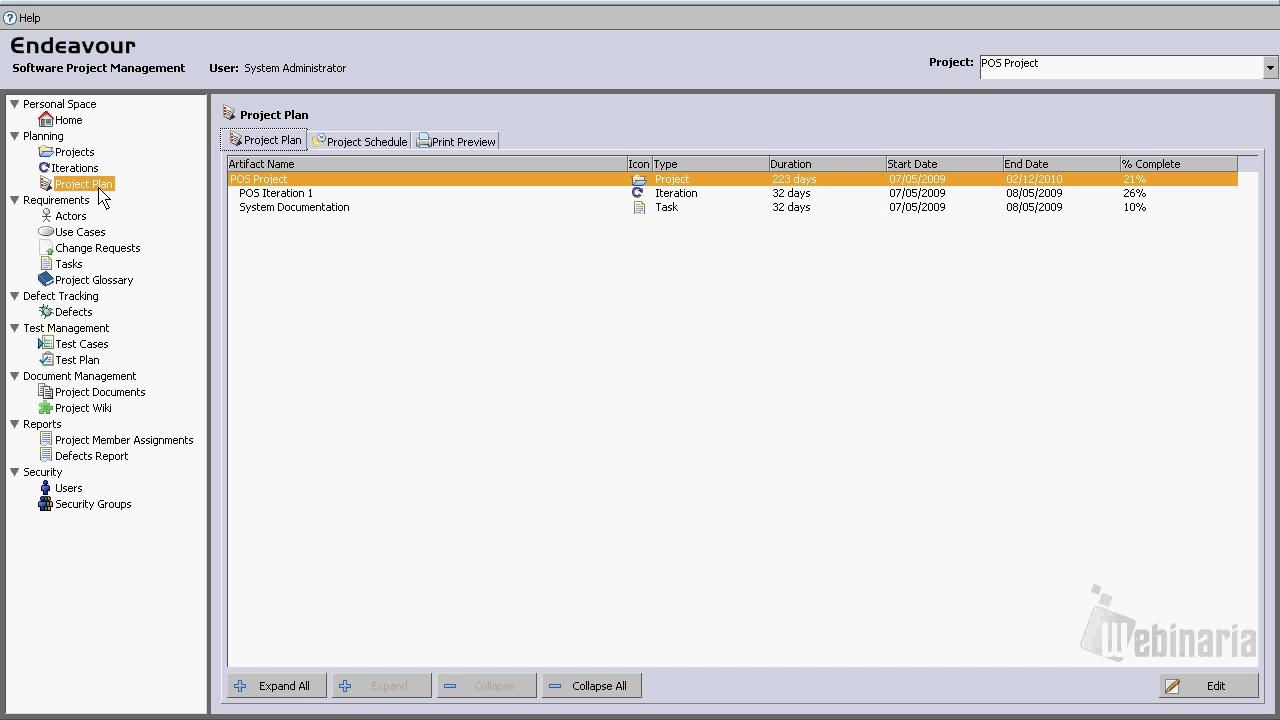 Help
Endeavour
Software Project Management User: System Administrator
Project: POS Project
Personal Space
Home
Planning
Projects
Iterations
Project Plan
Requirements
Actors
Use Cases
Change Requests
Tasks
Project Glossary
Defect Tracking
Defects
Test Management
Test Cases
Test Plan
Document Management
Project Documents
Project Wiki
Reports
Project Member Assignments
Defects Report
Security
Users
Security Groups
Project Plan
Project Plan Project Schedule Print Preview
Artifact Name Icon Type Duration Start Date End Date % Complete
POS Project Project 223 days 07/05/2009 02/12/2010 21%
POS Iteration 1 Iteration 32 days 07/05/2009 08/05/2009 26%
System Documentation Task 32 days 07/05/2009 08/05/2009 10%
Webinaria
Expand All Expand Collapse Collapse All Edit